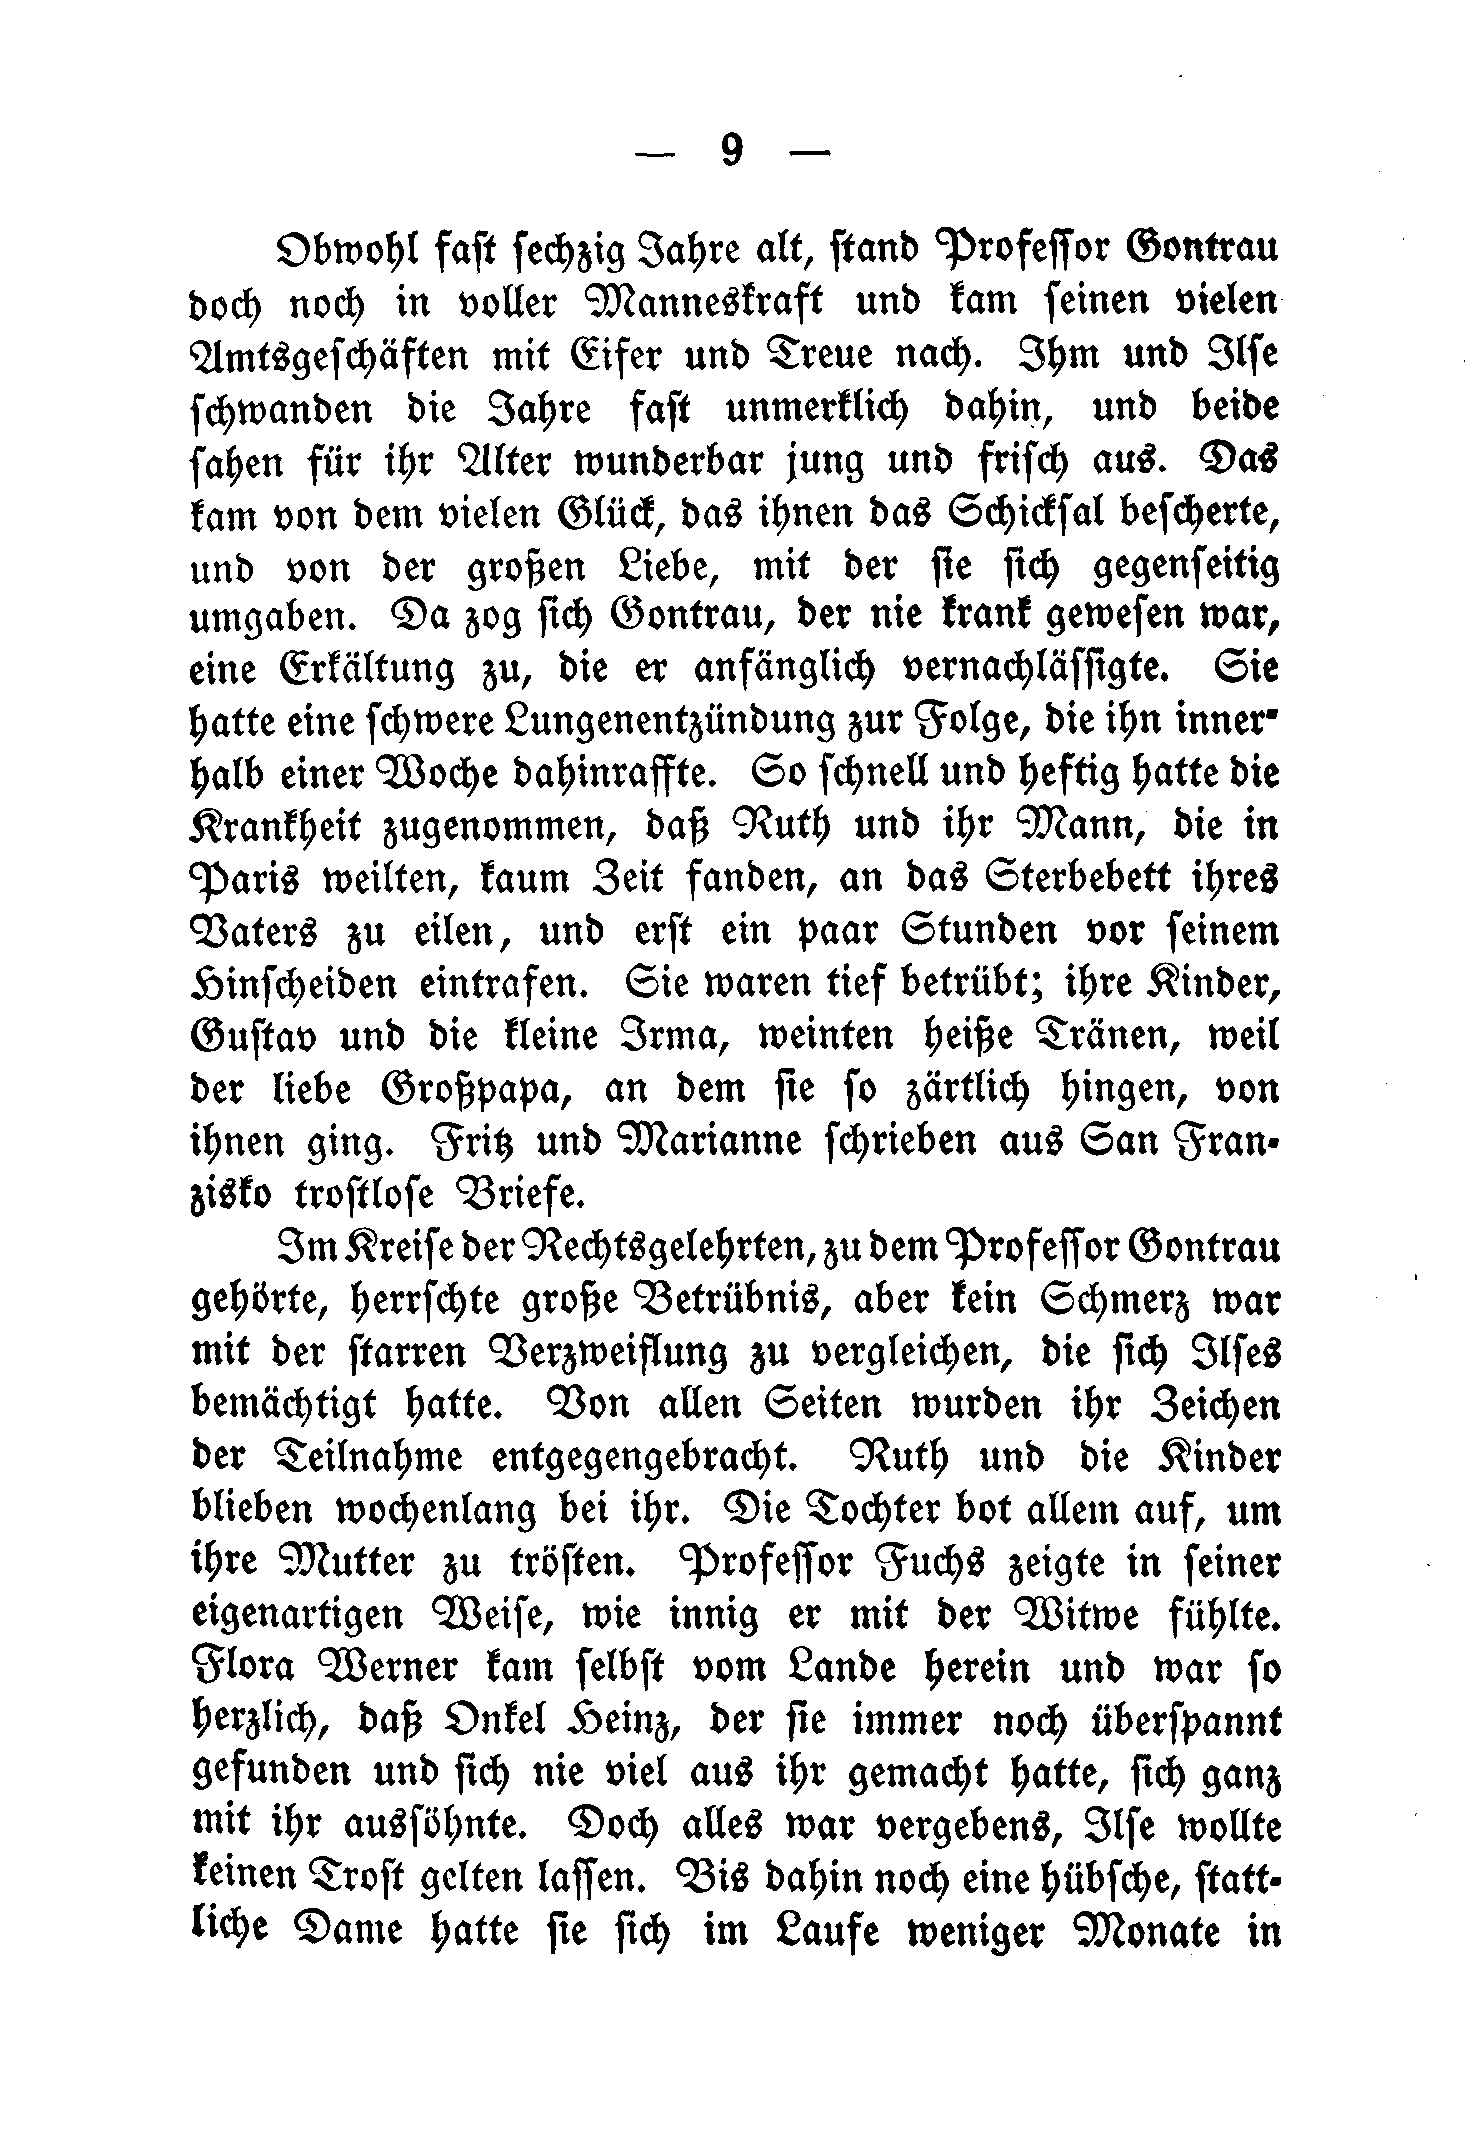 — 9 —
Obwohl fast sechzig Jahre alt, stand Professor Gontrau
doch noch in voller Manneskraft und kam seinen vielen
Amtsgeschäften mit Eifer und Treue nach. Ihm und Ilse
schwanden die Jahre fast unmerklich dahin, und beide
sahen für ihr Alter wunderbar jung und frisch aus. Das
kam von dem vielen Glück, das ihnen das Schicksal bescherte,
und von der großen Liebe, mit der sie sich gegenseitig
umgaben. Da zog sich Gontrau, der nie krank gewesen war,
eine Erkältung zu, die er anfänglich vernachlässigte. Sie
hatte eine schwere Lungenentzündung zur Folge, die ihn inner-
halb einer Woche dahinraffte. So schnell und heftig hatte die
Krankheit zugenommen, daß Ruth und ihr Mann, die in
Paris weilten, kaum Zeit fanden, an das Sterbebett ihres
Vaters zu eilen, und erst ein paar Stunden vor seinem
Hinscheiden eintrafen. Sie waren tief betrübt; ihre Kinder,
Gustav und die kleine Irma, weinten heiße Tränen, weil
der liebe Großpapa, an dem sie so zärtlich hingen, von
ihnen ging. Fritz und Marianne schrieben aus San Fran-
zisko trostlose Briefe.
Im Kreise der Rechtsgelehrten, zu dem Professor Gontrau
gehörte, herrschte große Betrübnis, aber kein Schmerz war
mit der starren Verzweiflung zu vergleichen, die sich Ilses
bemächtigt hatte. Von allen Seiten wurden ihr Zeichen
der Teilnahme entgegengebracht. Ruth und die Kinder
blieben wochenlang bei ihr. Die Tochter bot allem auf, um
ihre Mutter zu trösten. Professor Fuchs zeigte in seiner
eigenartigen Weise, wie innig er mit der Witwe fühlte.
Flora Werner kam selbst vom Lande herein und war so
herzlich, daß Onkel Heinz, der sie immer noch überspannt
gefunden und sich nie viel aus ihr gemacht hatte, sich ganz
mit ihr aussöhnte. Doch alles war vergebens, Ilse wollte
keinen Trost gelten lassen. Bis dahin noch eine hübsche, statt-
liche Dame hatte sie sich im Laufe weniger Monate in